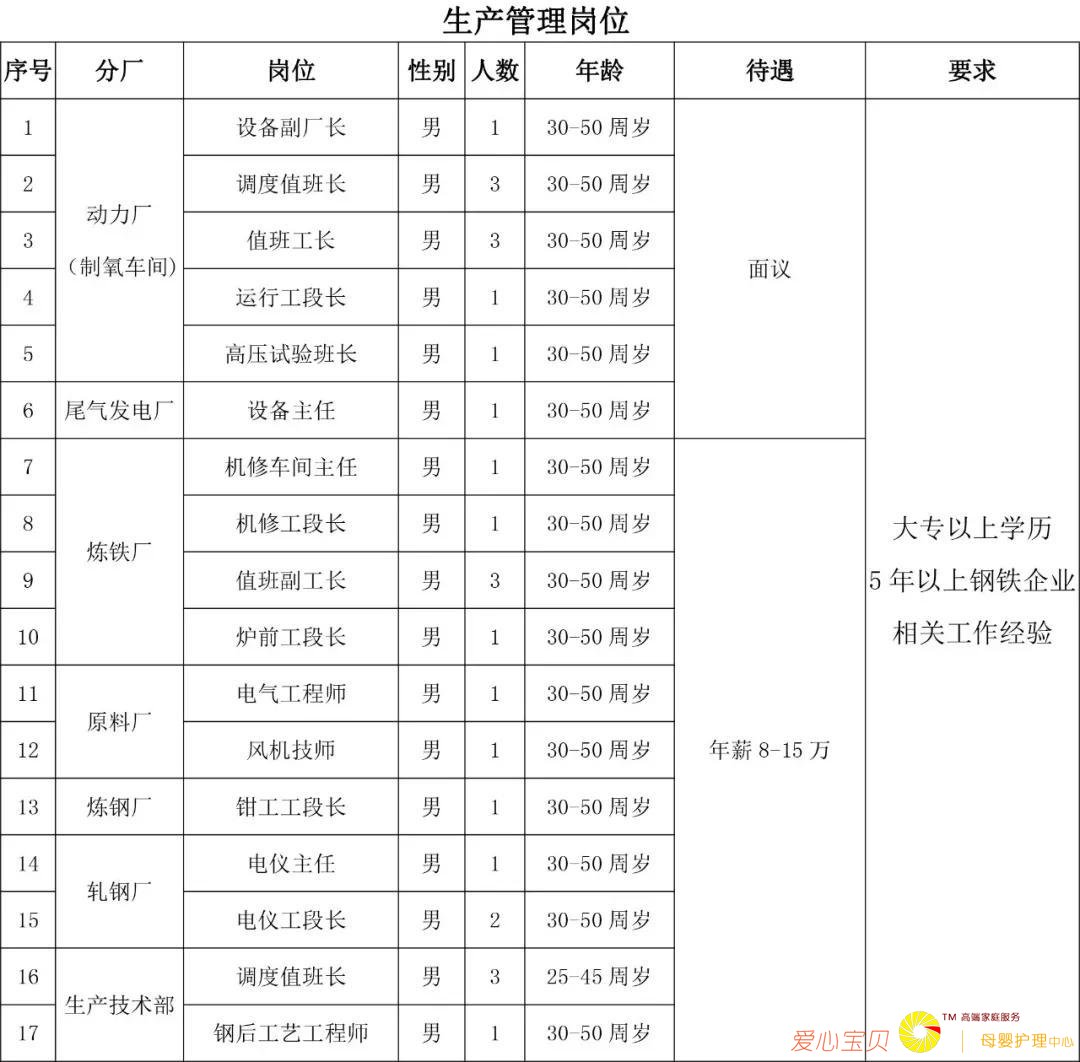 生产管理岗位
序号 分厂 岗位 性别 人数 年龄 待遇 要求
1 设备副厂长 男 1 30-50 周岁
2 调度值班长 男 3 30-50 周岁
动力厂
3 值班工长 男 3 30-50 周岁
（制氧车间）
面议
4 运行工段长 男 1 30-50 周岁
5 高压试验班长 男 1 30-50 周岁
6 尾气发电厂 设备主任 男 1 30-50 周岁
7 机修车间主任 男 1 30-50 周岁
8 机修工段长 男 1 30-50 周岁
大专以上学历
炼铁厂
9 值班副工长 男 3 30-50 周岁
5 年以上钢铁企业
10 炉前工段长 男 1 30-50 周岁
相关工作经验
11 电气工程师 男 1 30-50 周岁
原料厂
12 风机技师 男 1 30-50 周岁
年薪 8-15 万
13 炼钢厂 钳工工段长 男 1 30-50 周岁
14 电仪主任 男 1 30-50 周岁
轧钢厂
15 电仪工段长 男 2 30-50 周岁
16 调度值班长 男 3 25-45 周岁
生产技术部
17 钢后工艺工程师 男 1 30-50 周岁
爱心宝贝 TM 高端家庭服务
母婴护理中心